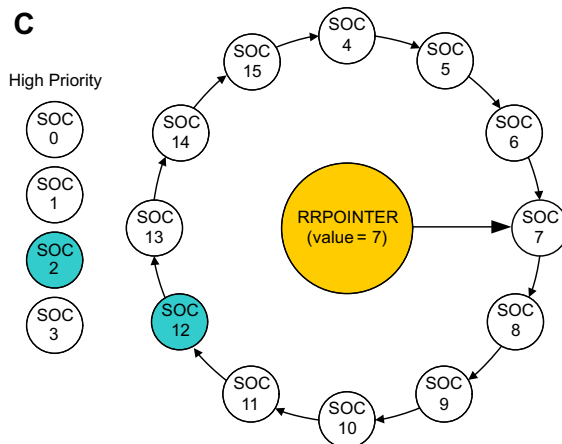 C
High Priority
SOC
0
SOC
1
SOC
2
SOC
3
SOC
4
SOC
5
SOC
6
SOC
7
SOC
8
SOC
9
SOC
10
SOC
11
SOC
12
SOC
13
SOC
14
SOC
15
RRPOINTER
(value = 7)